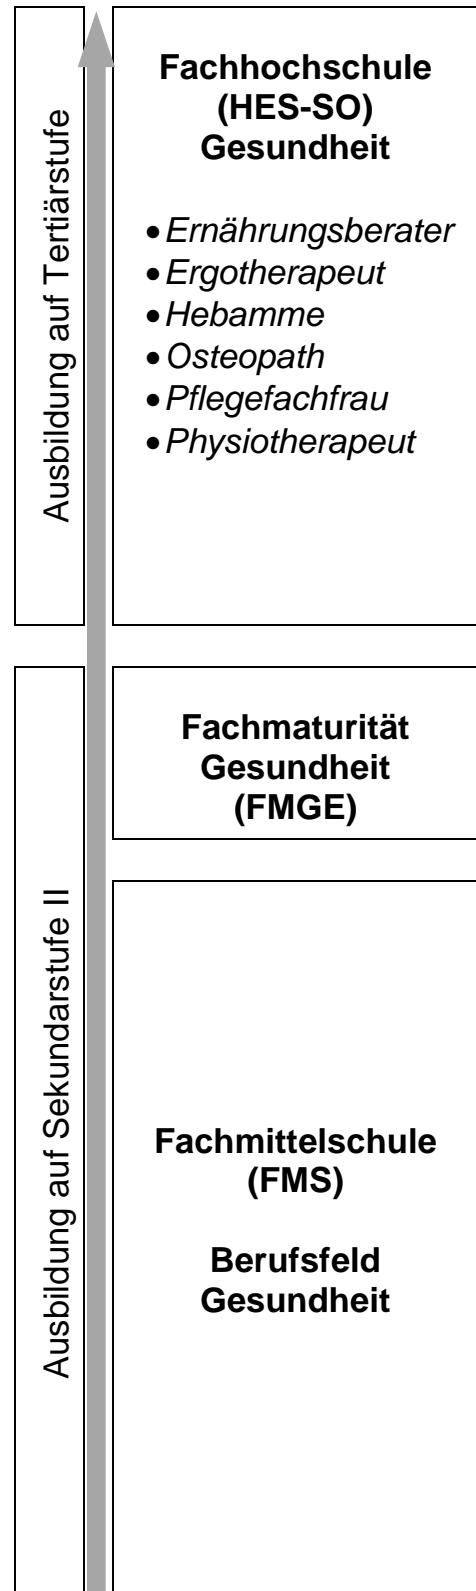 Ausbildung auf Tertiärstufe
Fachhochschule
(HES-SO)
Gesundheit
• Ernährungsberater
• Ergotherapeut
• Hebamme
• Osteopath
• Pflegefachfrau
• Physiotherapeut
Ausbildung auf Sekundarstufe II
Fachmaturität
Gesundheit
(FMGE)
Fachmittelschule
(FMS)
Berufsfeld
Gesundheit